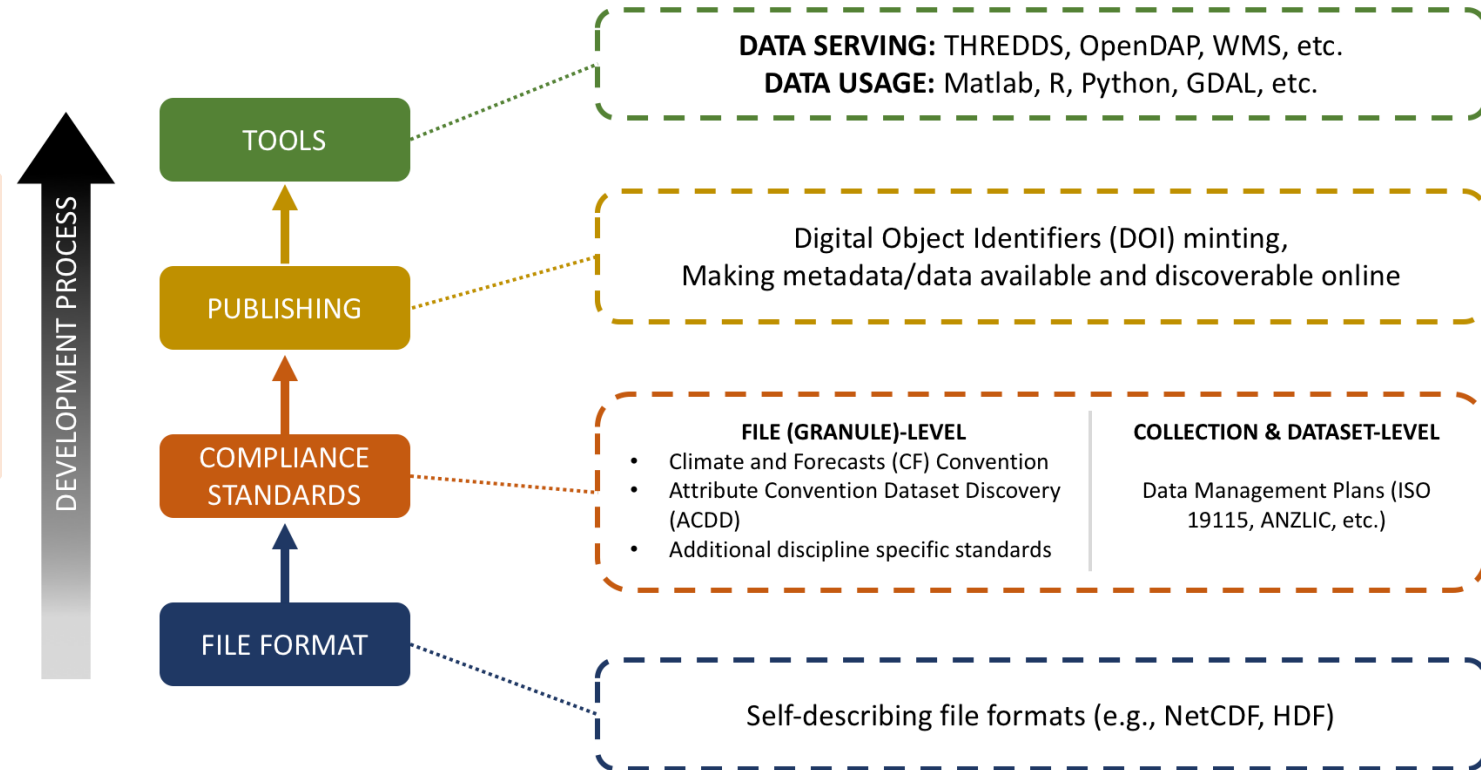 DATA SERVING: THREDDS, OpenDAP, WMS, etc.
DATA USAGE: Matlab, R, Python, GDAL, etc.
TOOLS
DEVELOPMENT PROCESS
Digital Object Identifiers (DOI) minting,
Making metadata/data available and discoverable online
PUBLISHING
FILE (GRANULE)-LEVEL
• Climate and Forecasts (CF) Convention
• Attribute Convention Dataset Discovery
(ACDD)
• Additional discipline specific standards
COLLECTION & DATASET-LEVEL
Data Management Plans (ISO
19115, ANZLIC, etc.)
COMPLIANCE
STANDARDS
FILE FORMAT
Self-describing file formats (e.g., NetCDF, HDF)